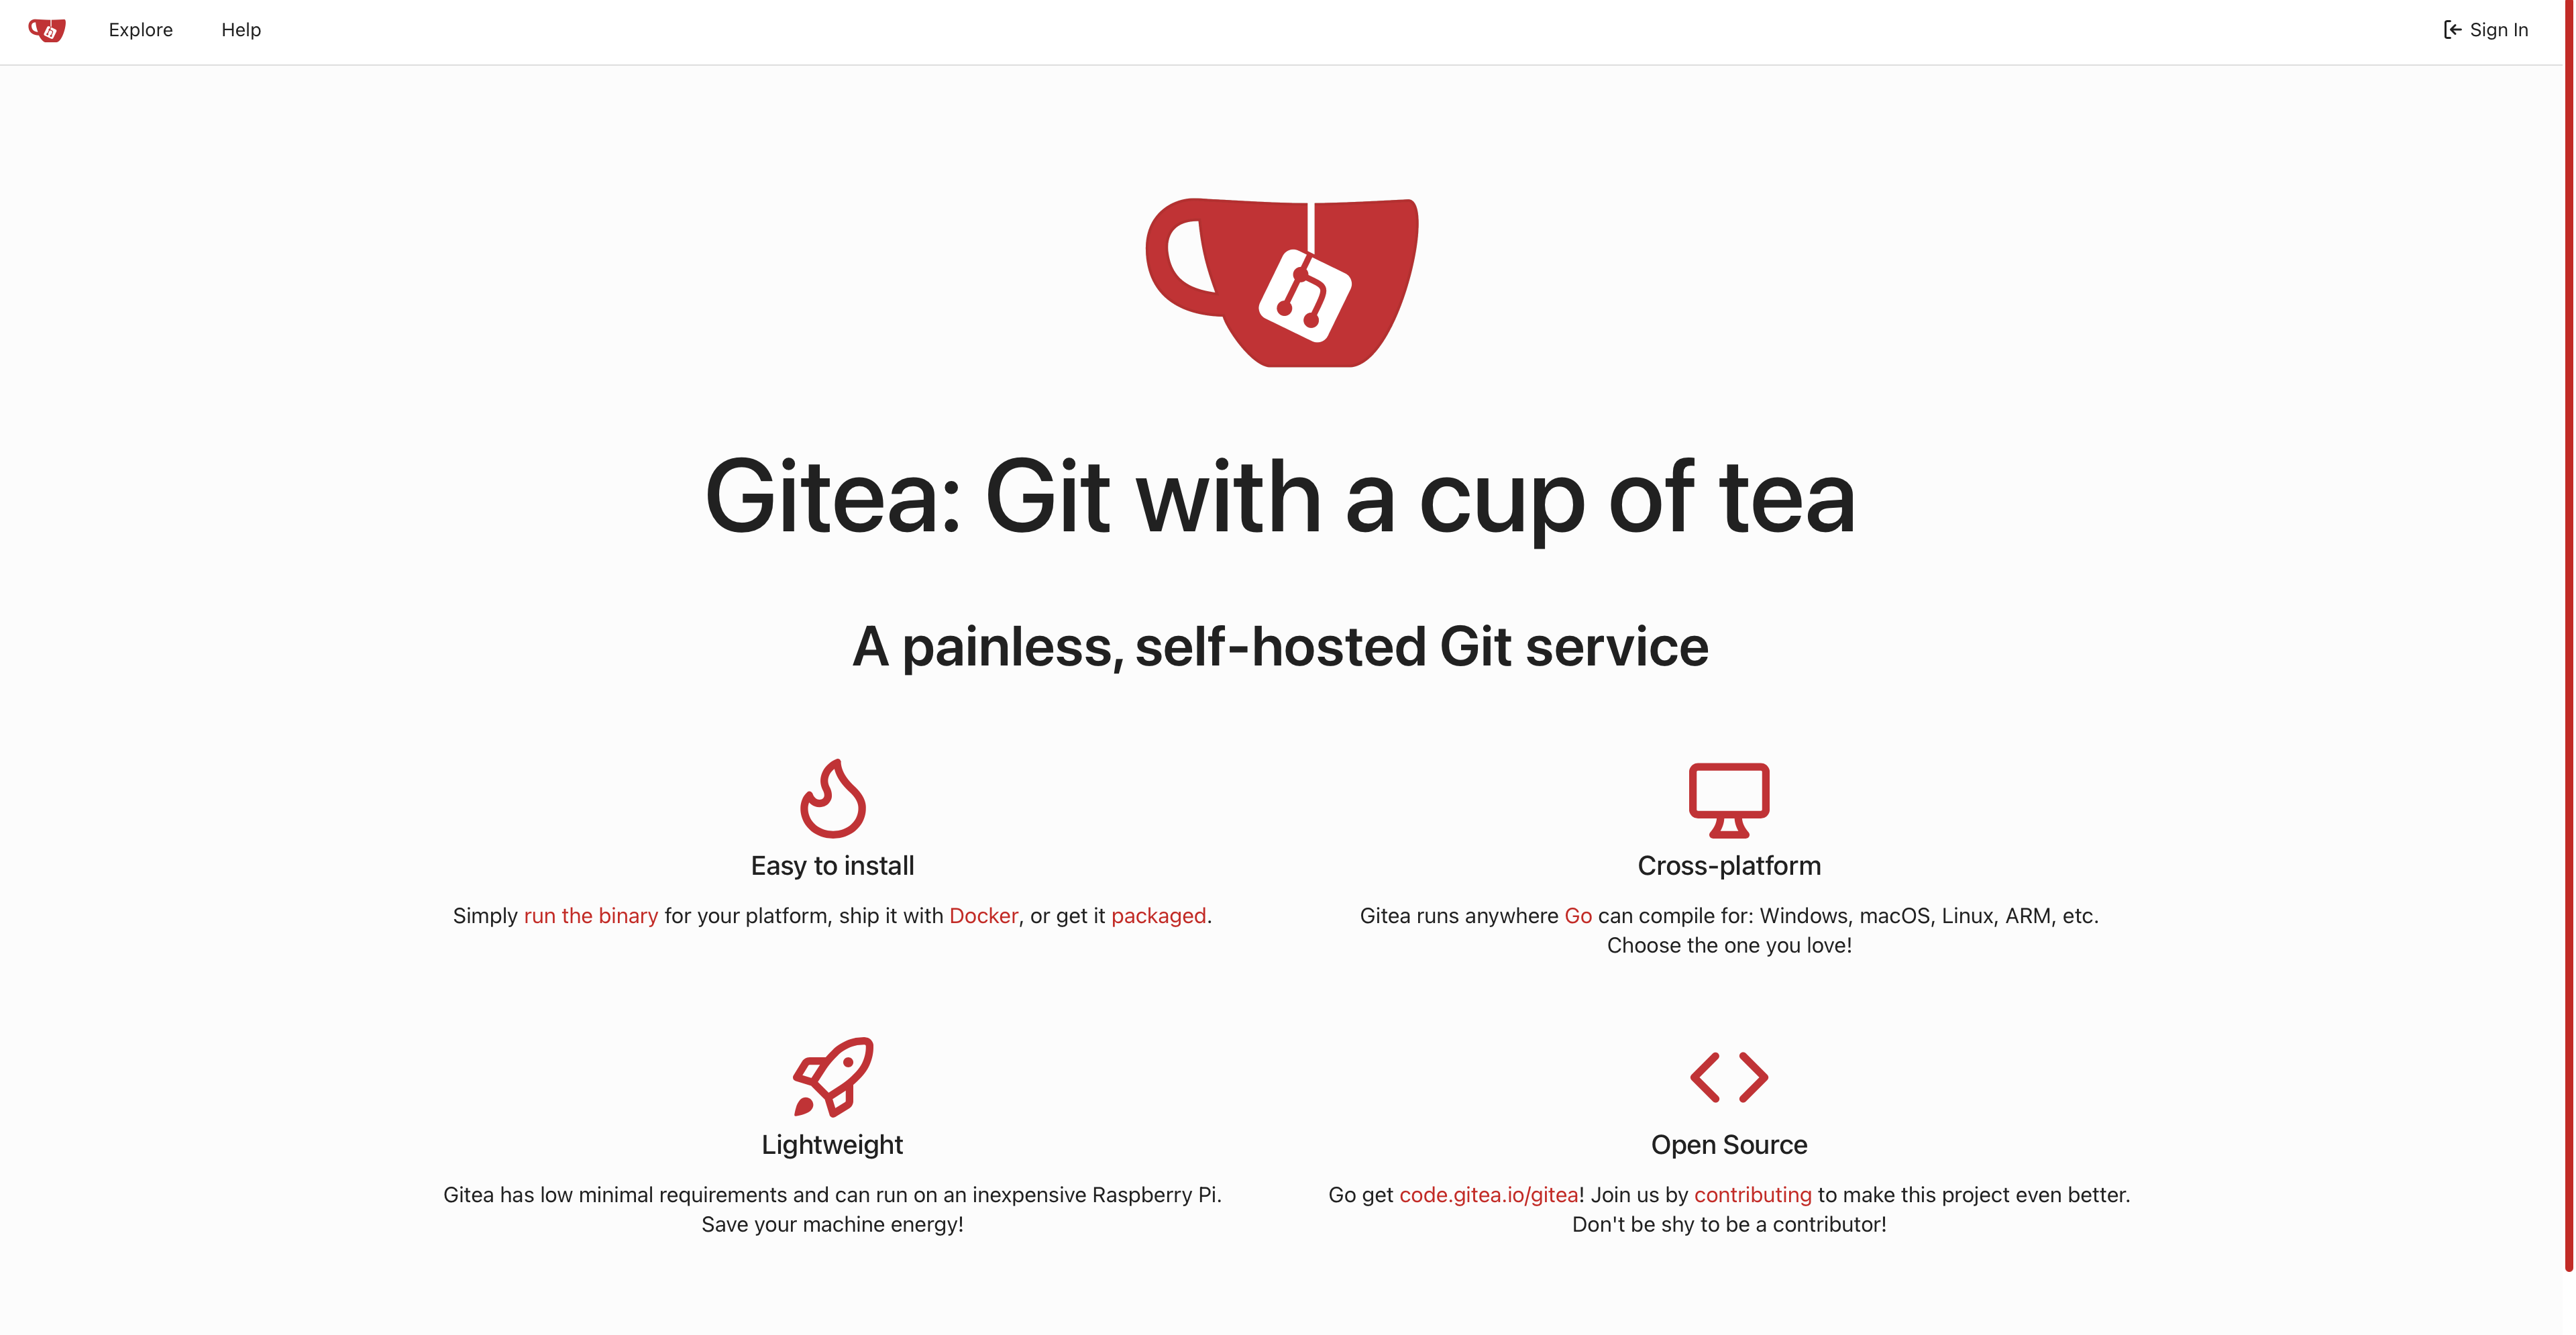 Explore Help Sign In
Gitea: Git with a cup of tea
A painless, self-hosted Git service
Easy to install
Simply run the binary for your platform, ship it with Docker, or get it packaged.
Cross-platform
Gitea runs anywhere Go can compile for: Windows, macOS, Linux, ARM, etc.
Choose the one you love!
Lightweight
Gitea has low minimal requirements and can run on an inexpensive Raspberry Pi.
Save your machine energy!
Open Source
Go get code.gitea.io/gitea! Join us by contributing to make this project even better.
Don't be shy to be a contributor!